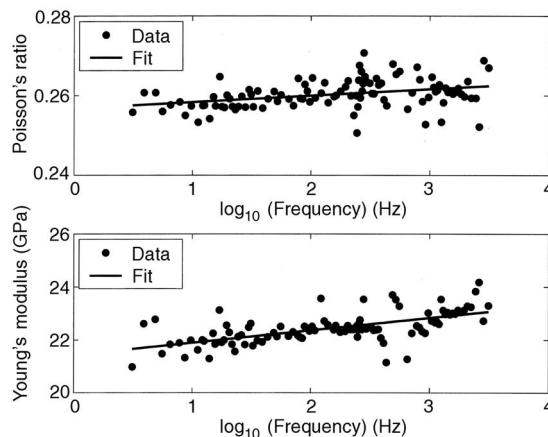 0.28
Data
Fit
0.26
0.24
Poisson's ratio
0 1 2 3 4
log10 (Frequency) (Hz)
26
Data
Fit
24
22
20
Young's modulus (GPa)
0 1 2 3 4
log10 (Frequency) (Hz)